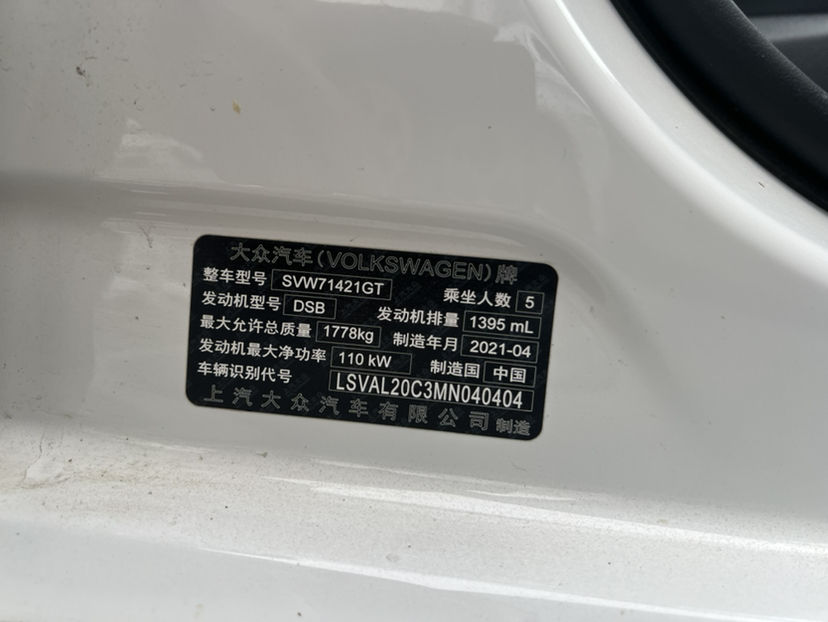 大众汽车(VOLKSWAGEN)牌
整车型号 SVW71421GT 乘坐人数 5
发动机型号 DSB 发动机排量 1395 mL
最大允许总质量 1778kg 制造年月 2021-04
发动机最大净功率 110 kW 制造国 中国
车辆识别代号 LSVAL20C3MN040404
上汽大众汽车有限公司 制造